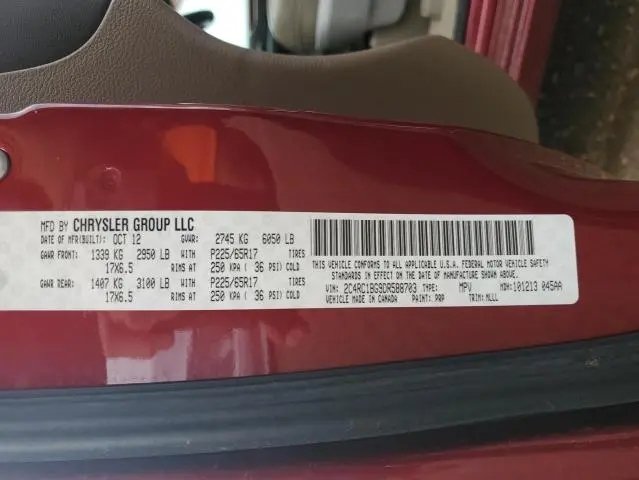 MFD BY CHRYSLER GROUP LLC
DATE OF MFR(BUILT): OCT 12 GVWR: 2745 KG 6050 LB
GAWR FRONT: 1339 KG 2950 LB P225/65R17 TIRES
17X6.5 RIMS AT 250 KPA ( 36 PSI) COLD
GAWR REAR: 1407 KG 3100 LB P225/65R17 TIRES
17X6.5 RIMS AT 250 KPA ( 36 PSI) COLD
THIS VEHICLE CONFORMS TO ALL APPLICABLE U.S.A. FEDERAL MOTOR VEHICLE SAFETY
STANDARDS IN EFFECT ON THE DATE OF MANUFACTURE SHOWN ABOVE.
VIN: 2C4RC1BG9DR588703 TYPE: MPV MDH:101213 045AA
VEHICLE MADE IN CANADA PAINT: PRP TRIM: MLLL